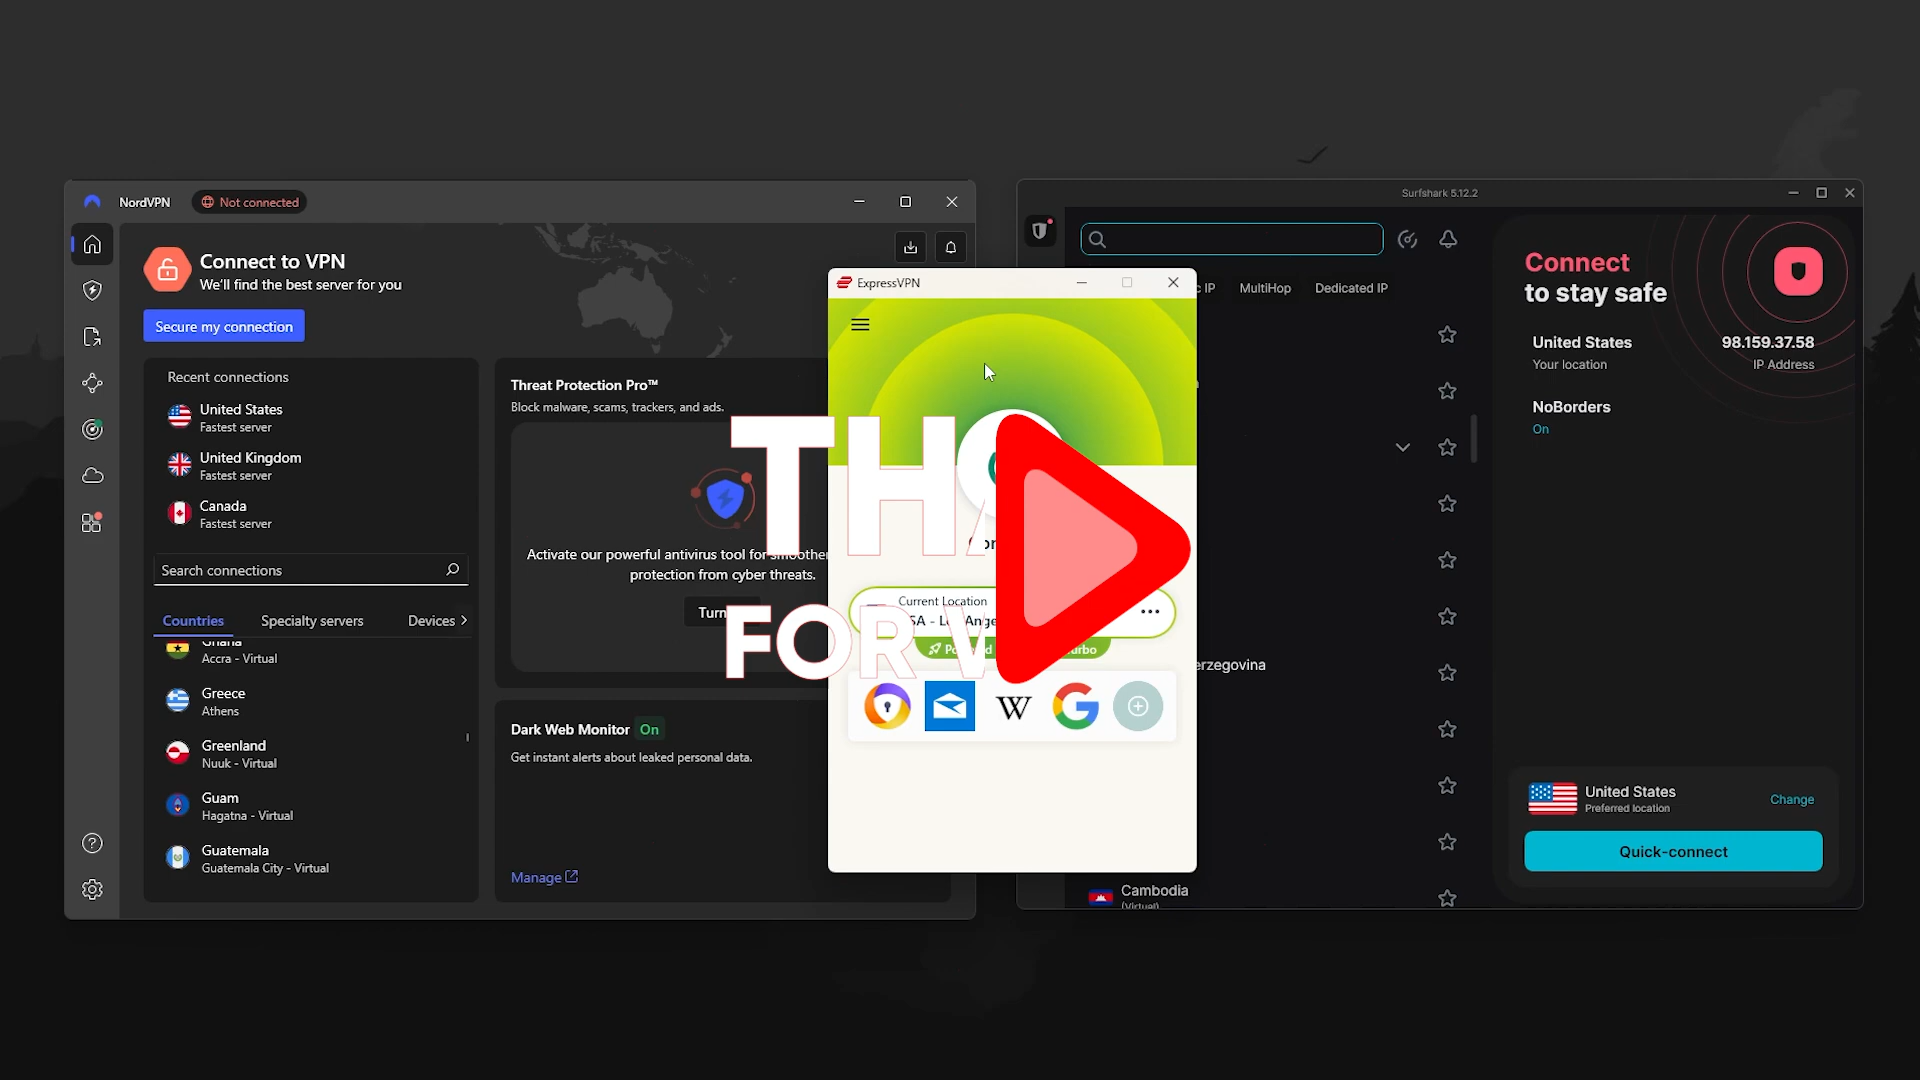 NordVPN
Not connected
Connect to VPN
We'll find the best server for you
Secure my connection
Recent connections
United States
Fastest server
United Kingdom
Fastest server
Canada
Fastest server
Search connections
Countries
Specialty servers
Devices
Ghana
Accra - Virtual
Greece
Athens
Greenland
Nuuk - Virtual
Guam
Hagatna - Virtual
Guatemala
Guatemala City - Virtual
Threat Protection Pro™
Block malware, scams, trackers, and ads.
Activate our powerful antivirus tool for smoother
protection from cyber threats.
Turn
Dark Web Monitor On
Get instant alerts about leaked personal data.
Manage
ExpressVPN
Current Location
FOR
Surfshark 5.12.2
IP
MultiHop
Dedicated IP
Cambodia
(Virtual)
Connect
to stay safe
United States
Your location
98.159.37.58
IP Address
NoBorders
On
United States
Preferred location
Change
Quick-connect